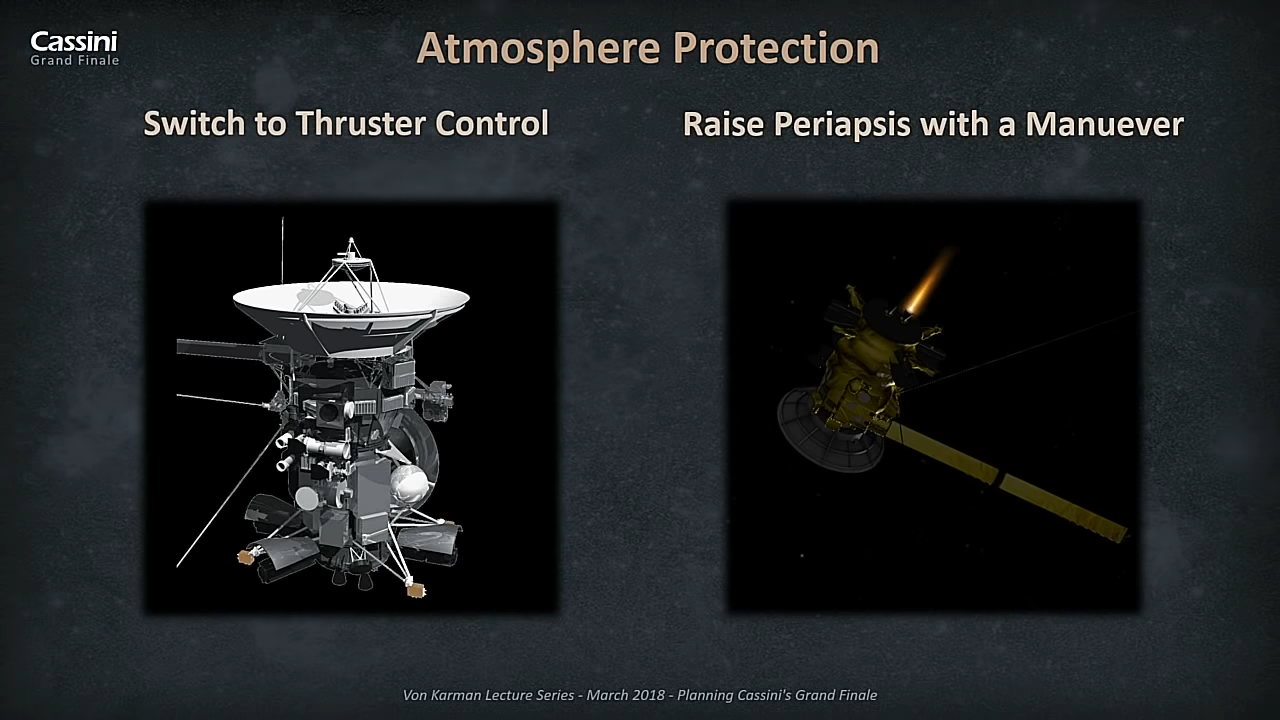 Cassini
Grand Finale
Atmosphere Protection
Switch to Thruster Control
Raise Periapsis with a Manuever
Von Karman Lecture Series - March 2018 - Planning Cassini's Grand Finale